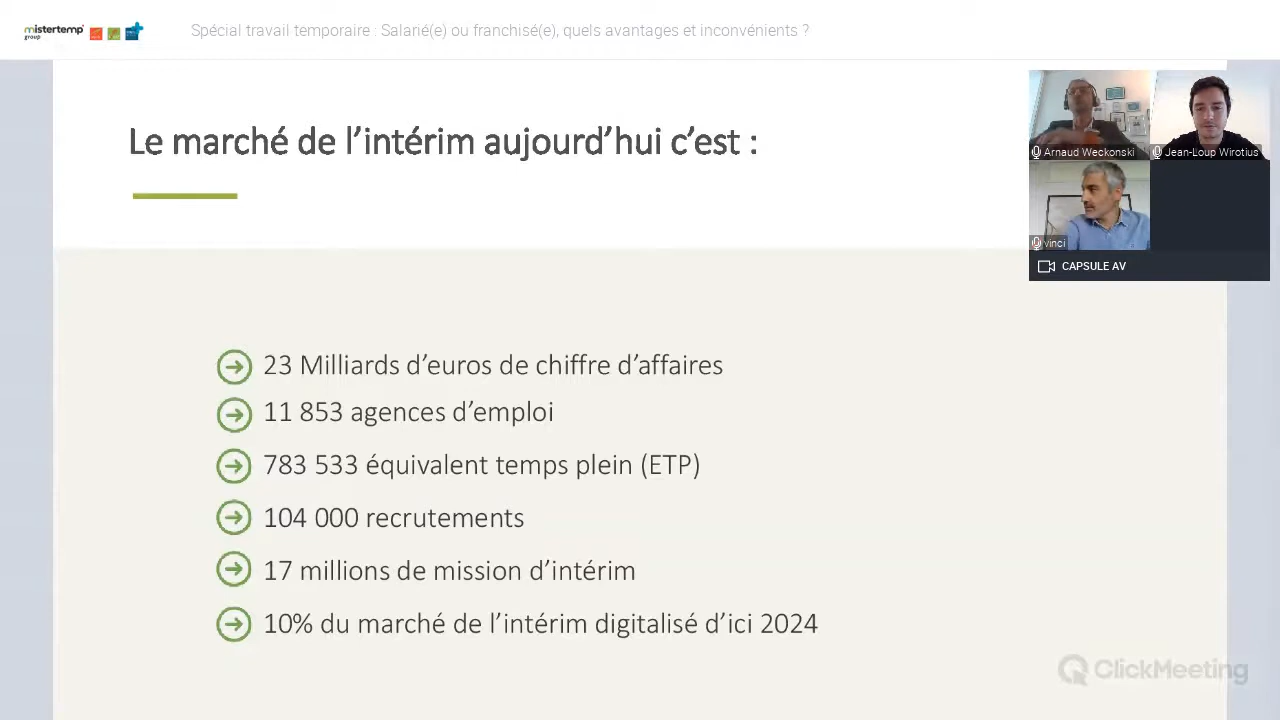 mistertemp'
group
Spécial travail temporaire : Salarié(e) ou franchisé(e), quels avantages et inconvénients ?
Le marché de l'intérim aujourd'hui c'est :
Arnaud Weckonski
Jean-Loup Wirotius
vinci
CAPSULE AV
23 Milliards d'euros de chiffre d'affaires
11 853 agences d'emploi
783 533 équivalent temps plein (ETP)
104 000 recrutements
17 millions de mission d'intérim
10% du marché de l'intérim digitalisé d'ici 2024
ClickMeeting